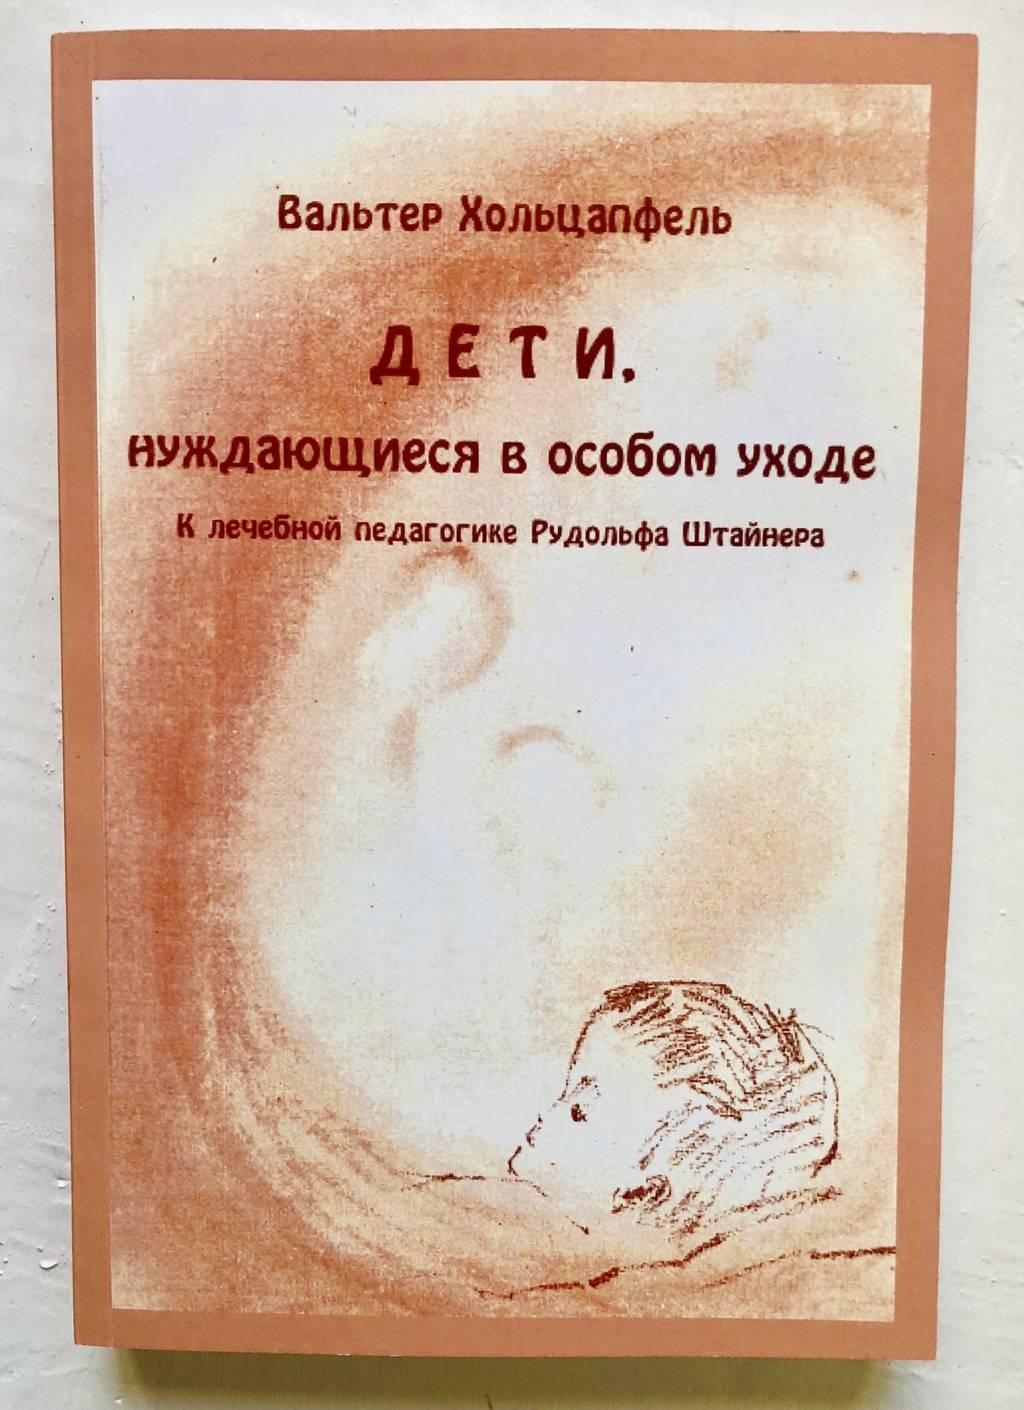 Вальтер Хольцапфель
ДЕТИ,
нуждающиеся в особом уходе
К лечебной педагогике Рудольфа Штайнера